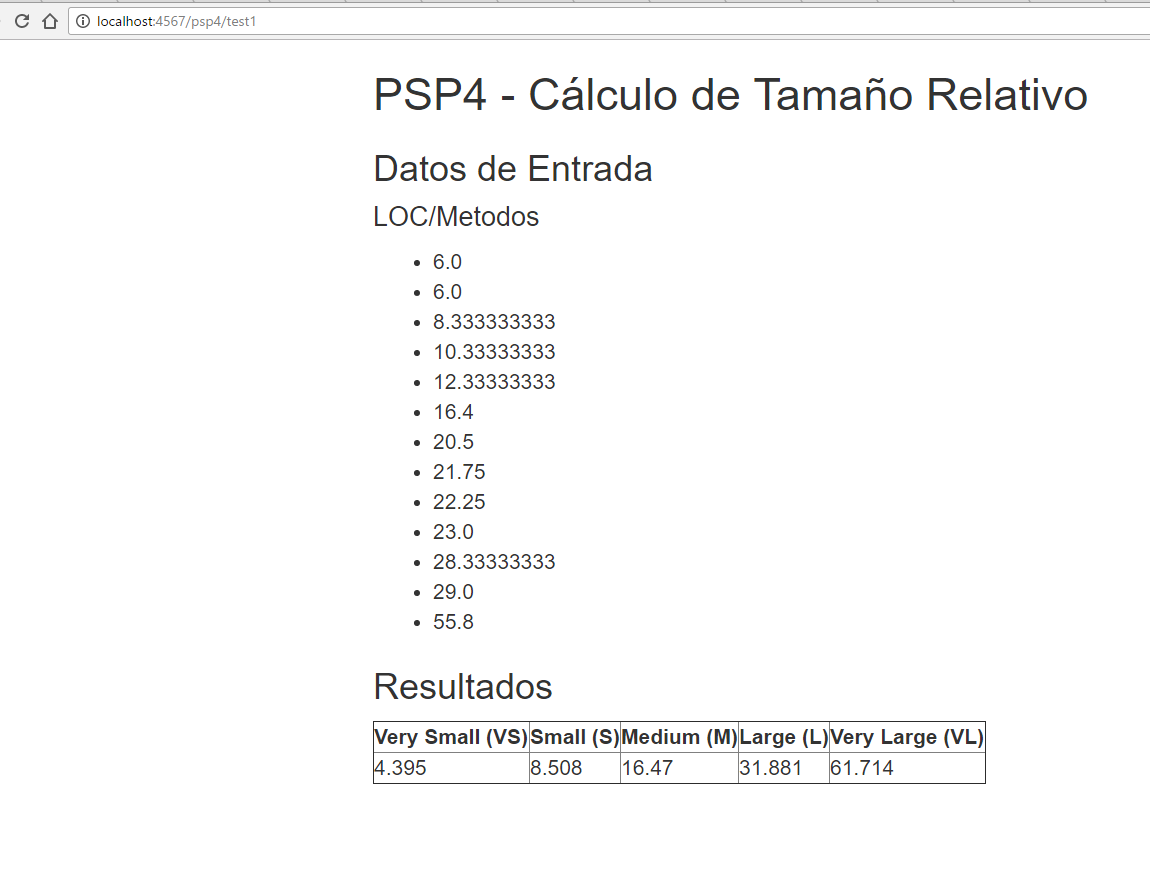 localhost:4567/psp4/test1
PSP4 - Cálculo de Tamaño Relativo
Datos de Entrada
LOC/Metodos
6.0
6.0
8.333333333
10.33333333
12.33333333
16.4
20.5
21.75
22.25
23.0
28.33333333
29.0
55.8
Resultados
Very Small (VS) Small (S) Medium (M) Large (L) Very Large (VL)
4.395 8.508 16.47 31.881 61.714